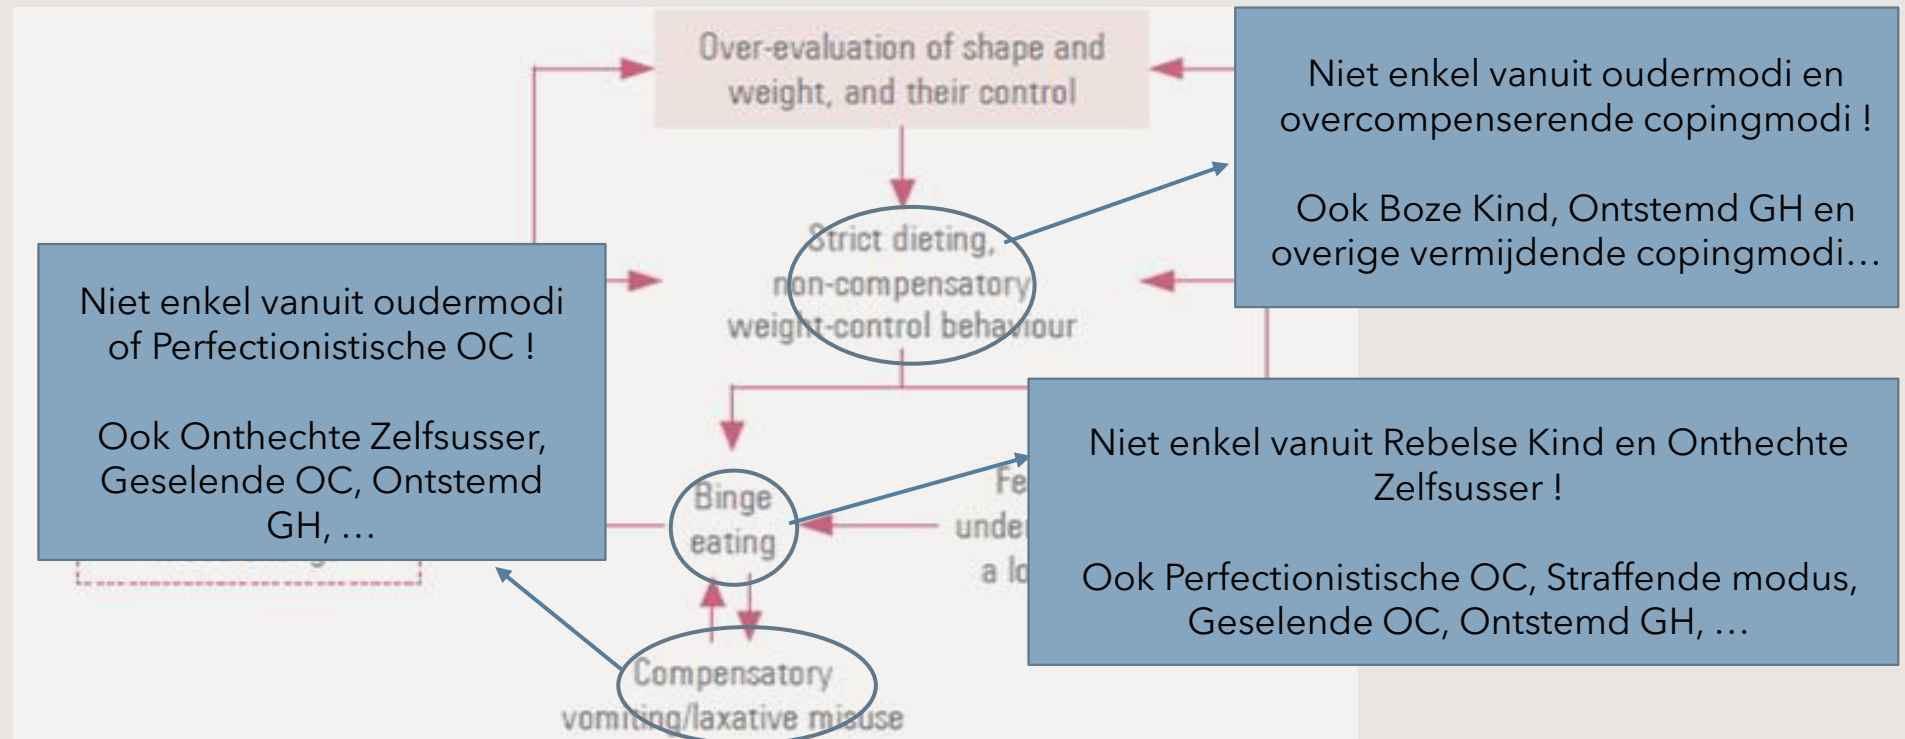 Over-evaluation of shape and
weight, and their control
Niet enkel vanuit oudermodi en
overcompenserende copingmodi !
Ook Boze Kind, Ontstemd GH en
overige vermijdende copingmodi...
Strict dieting,
non-compensatory
weight-control behaviour
Niet enkel vanuit oudermodi
of Perfectionistische OC !
Ook Onthechte Zelfsusser,
Geselende OC, Ontstemd
GH, ...
Niet enkel vanuit Rebelse Kind en Onthechte
Zelfsusser !
Ook Perfectionistische OC, Straffende modus,
Geselende OC, Ontstemd GH, ...
Binge
eating
Fe
under
a lo
Compensatory
vomiting/laxative misuse